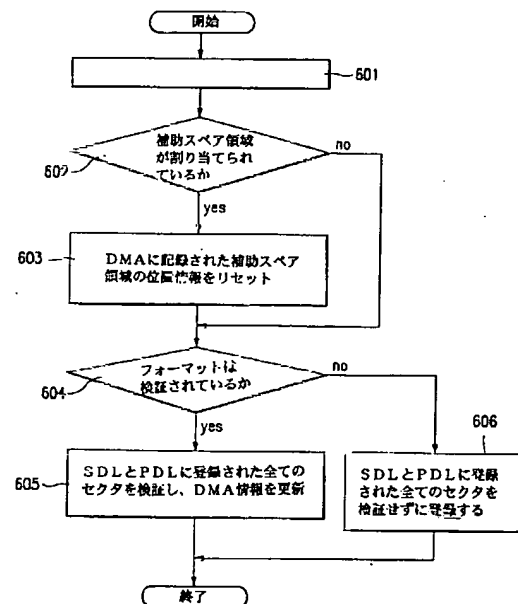 開始
601
補助スペア領域
が割り当てられ
ているか
no
602
yes
603
DMAに記録された補助スペア
領域の位置情報をリセット
フォーマットは
検証されているか
no
604
yes
606
605
SDLとPDLに登録された全ての
セクタを検証し、DMA情報を更新
SDLとPDLに登録
された全てのセクタを
検証せずに登録する
終了